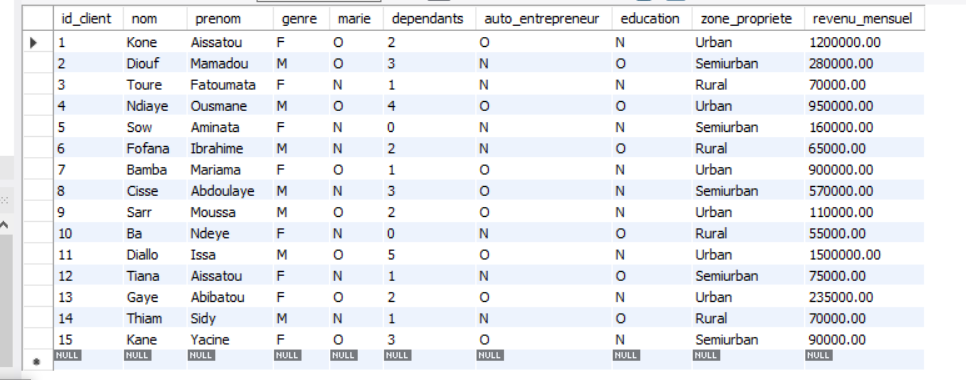 id_client nom prenom genre marie dependants auto_entrepreneur education zone_propriete revenu_mensuel
1 Kone Aissatou F O 2 O N Urban 1200000.00
2 Diouf Mamadou M O 3 N O Semiurban 280000.00
3 Toure Fatoumata F N 1 N N Rural 70000.00
4 Ndiaye Ousmane M O 4 O O Urban 950000.00
5 Sow Aminata F N 0 N N Semiurban 160000.00
6 Fofana Ibrahime M N 2 N O Rural 65000.00
7 Bamba Mariama F O 1 O N Urban 900000.00
8 Cisse Abdoulaye M N 3 O N Semiurban 570000.00
9 Sarr Moussa M O 2 O N Urban 110000.00
10 Ba Ndeye F N 0 N O Rural 55000.00
11 Diallo Issa M O 5 O N Urban 1500000.00
12 Tiana Aissatou F N 1 N O Semiurban 75000.00
13 Gaye Abibatou F O 2 O N Urban 235000.00
14 Thiam Sidy M N 1 N O Rural 70000.00
15 Kane Yacine F O 3 O N Semiurban 90000.00
NULL NULL NULL NULL NULL NULL NULL NULL NULL NULL